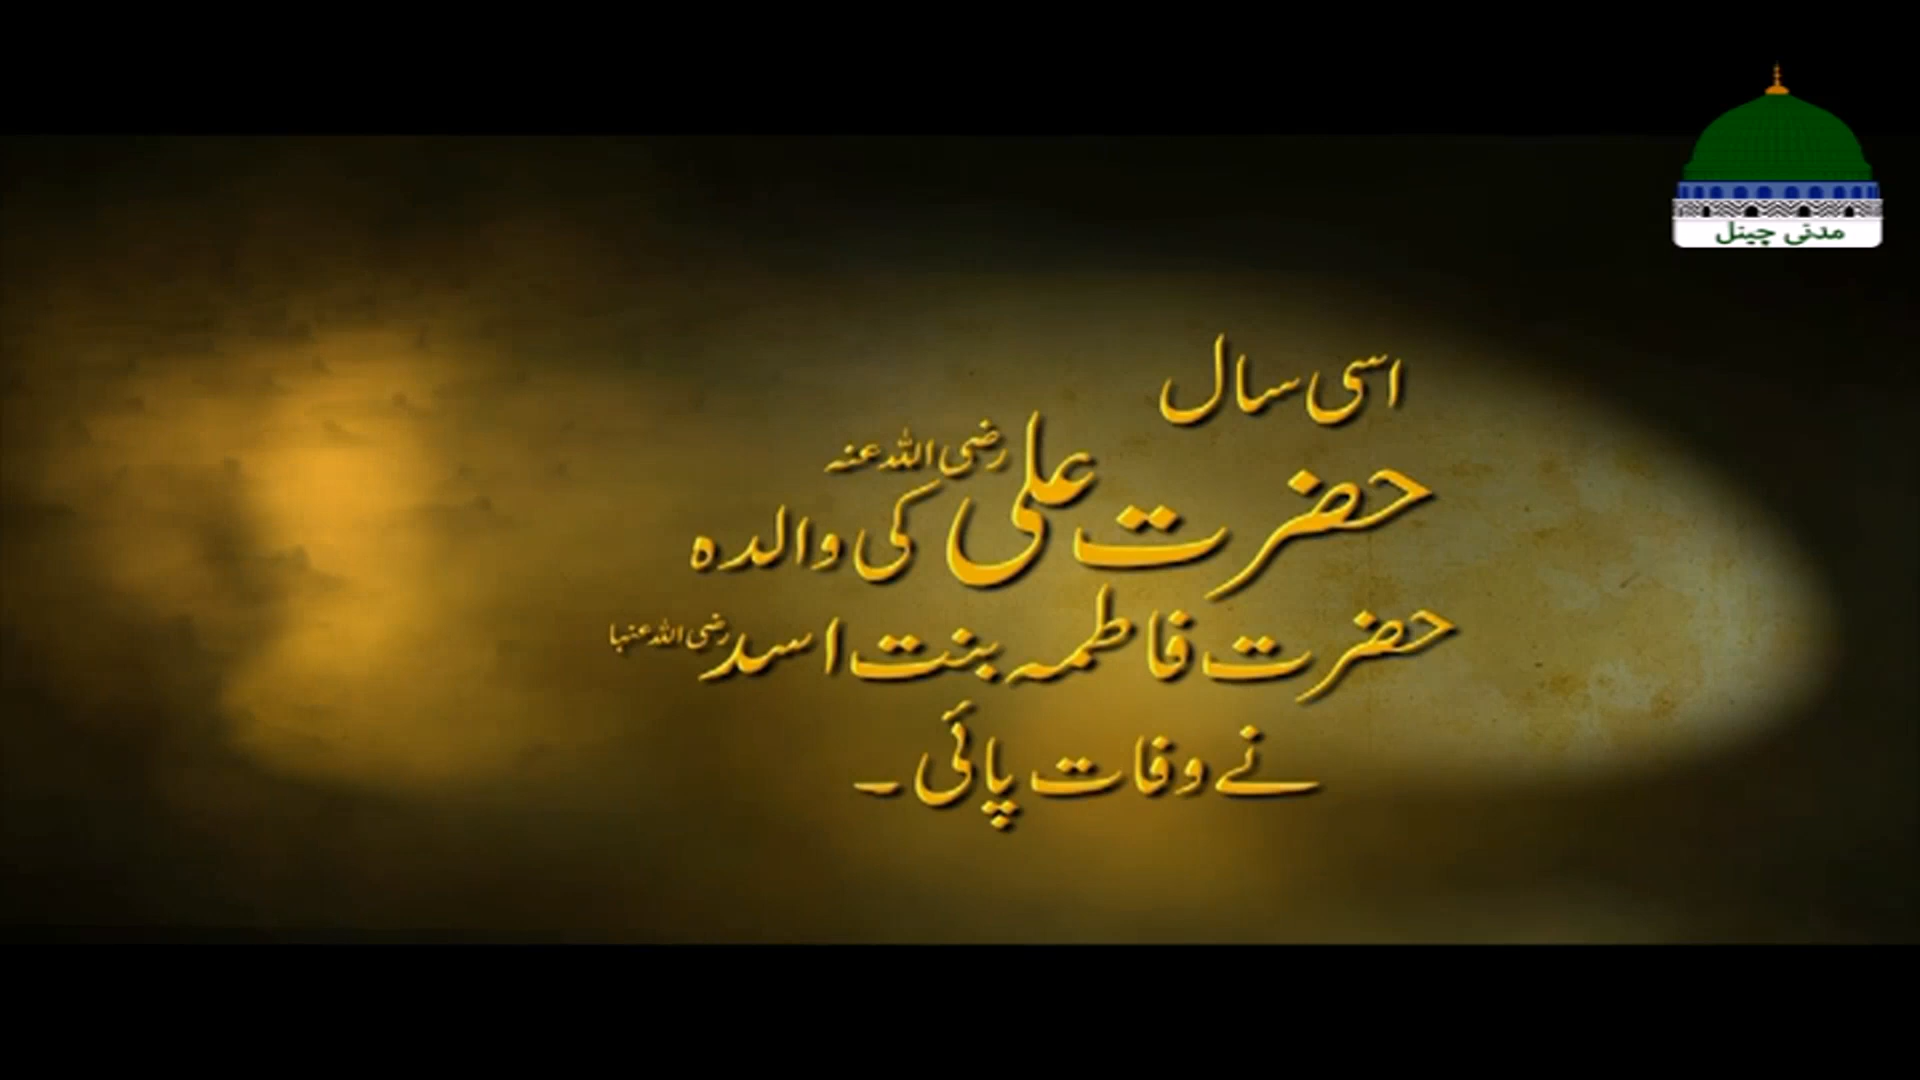 مدنی چینل
اسی سال
حضرت علی رضی اللہ عنہ کی والدہ
حضرت فاطمہ بنت اسد رضی اللہ عنہا
نے وفات پائی ۔